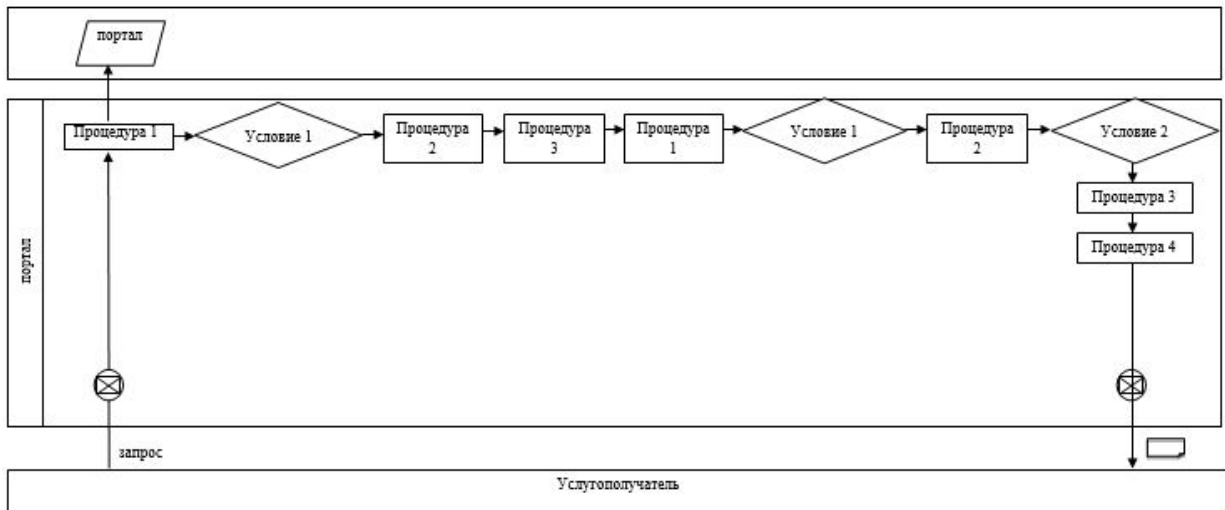 портал
Процедура 1
Условие 1
Процедура
2
Процедура
3
Процедура
1
Условие 1
Процедура
2
Условие 2
Процедура 3
Процедура 4
портал
запрос
Услугополучатель